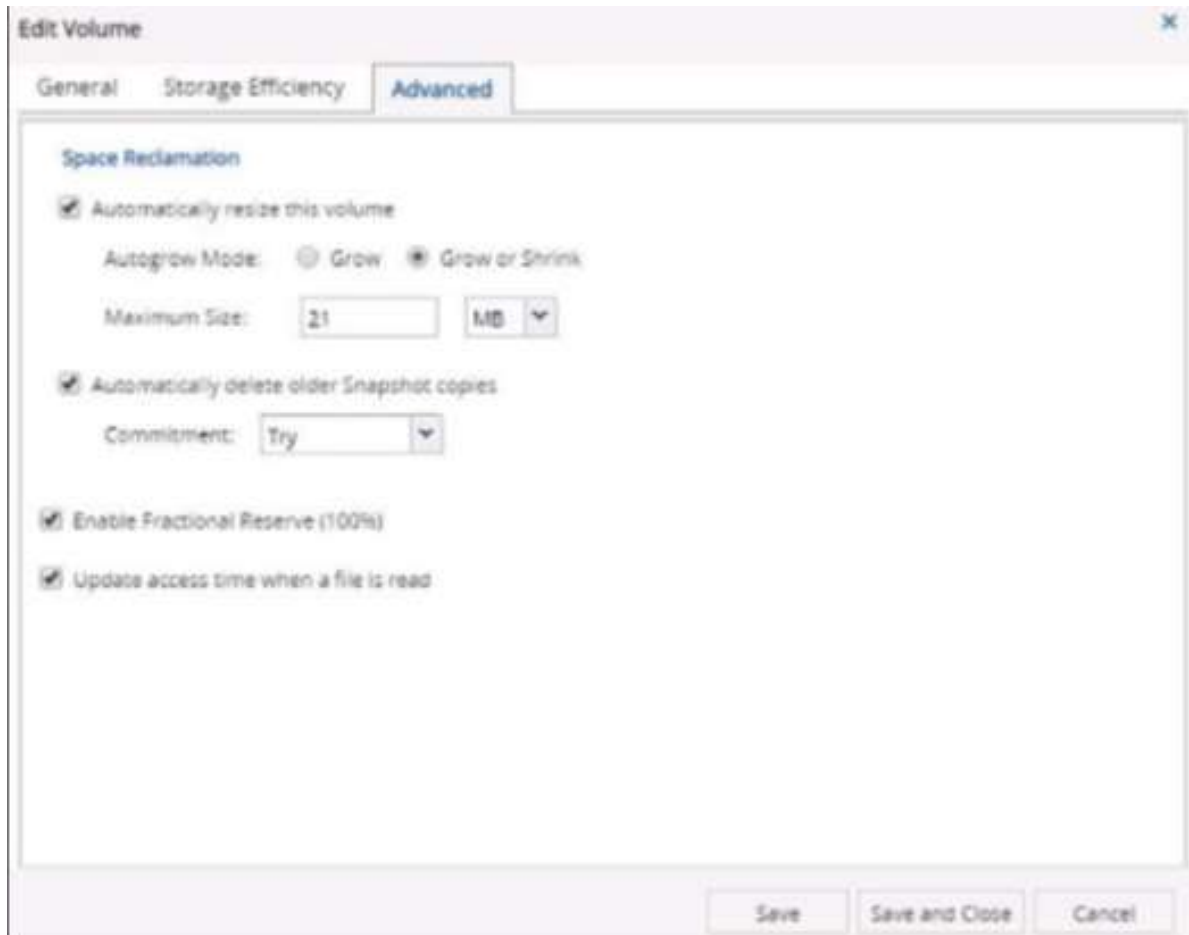 Edit Volume
General Storage Efficiency Advanced
Space Reclamation
Automatically resize this volume
Autogrow Mode: Grow Grow or Shrink
Maximum Size: 21 MB
Automatically delete older Snapshot copies
Commitment: Try
Enable Fractional Reserve (100%)
Update access time when a file is read
Save Save and Close Cancel